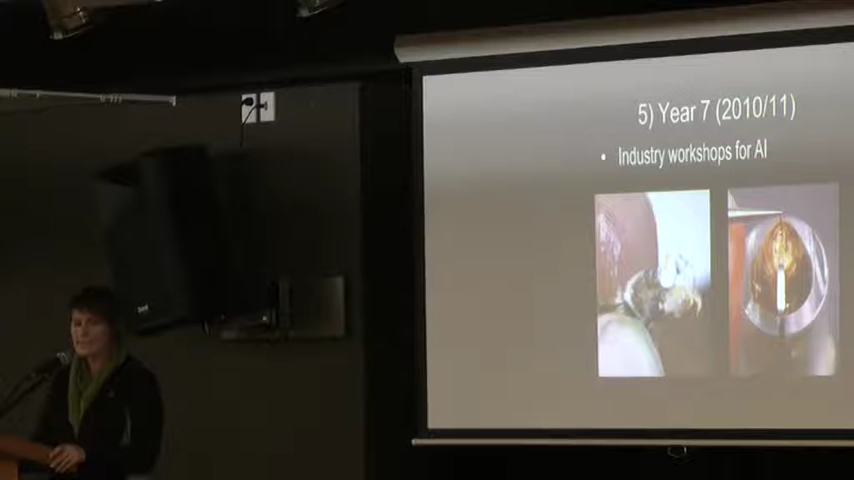 5) Year 7 (2010/11)
• Industry workshops for AI